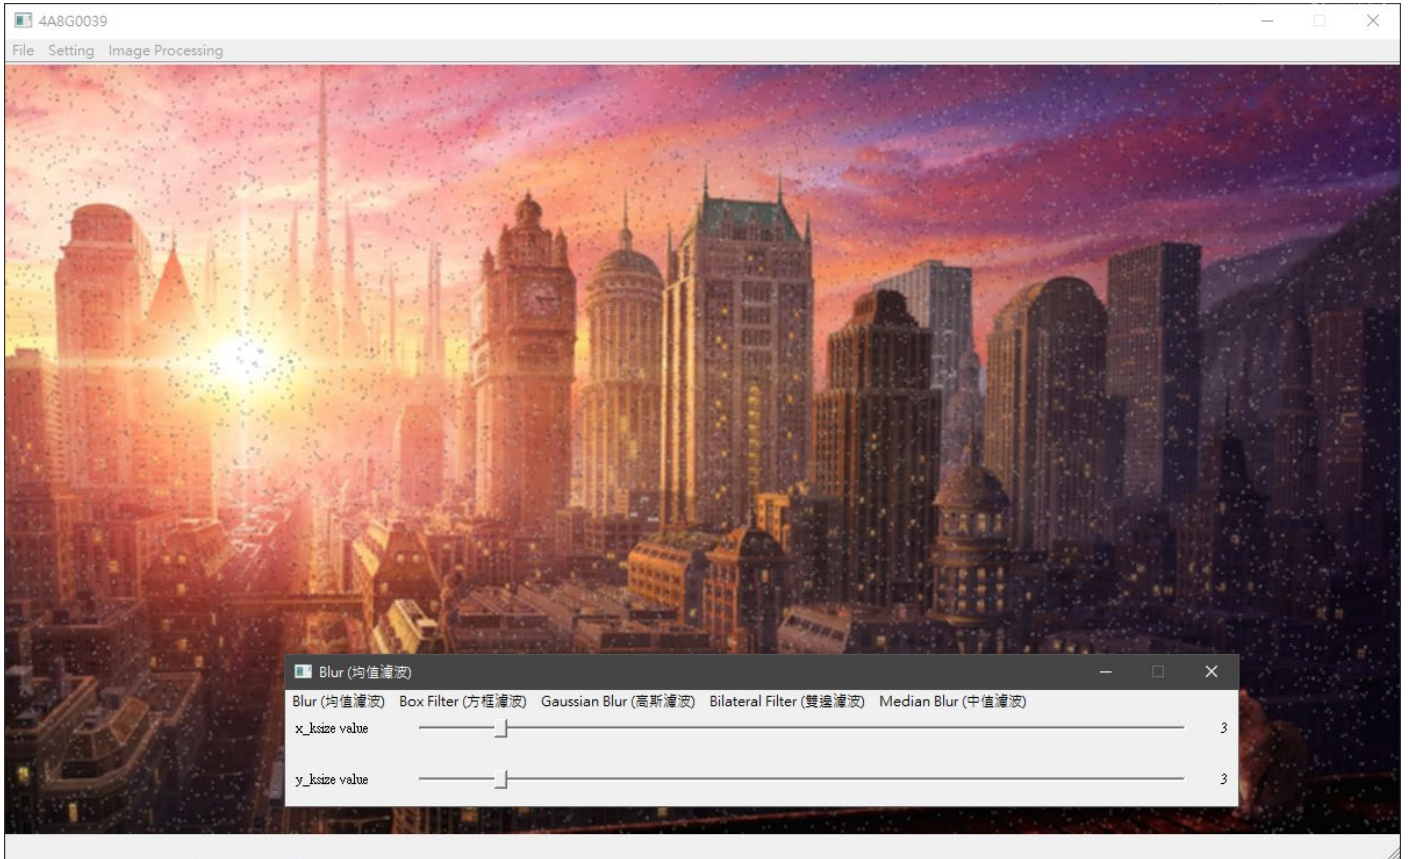 4A8G0039
File Setting Image Processing
Blur (均值濾波)
Blur (均值濾波) Box Filter (方框濾波) Gaussian Blur (高斯濾波) Bilateral Filter (雙邊濾波) Median Blur (中值濾波)
x_ksize value 3
y_ksize value 3